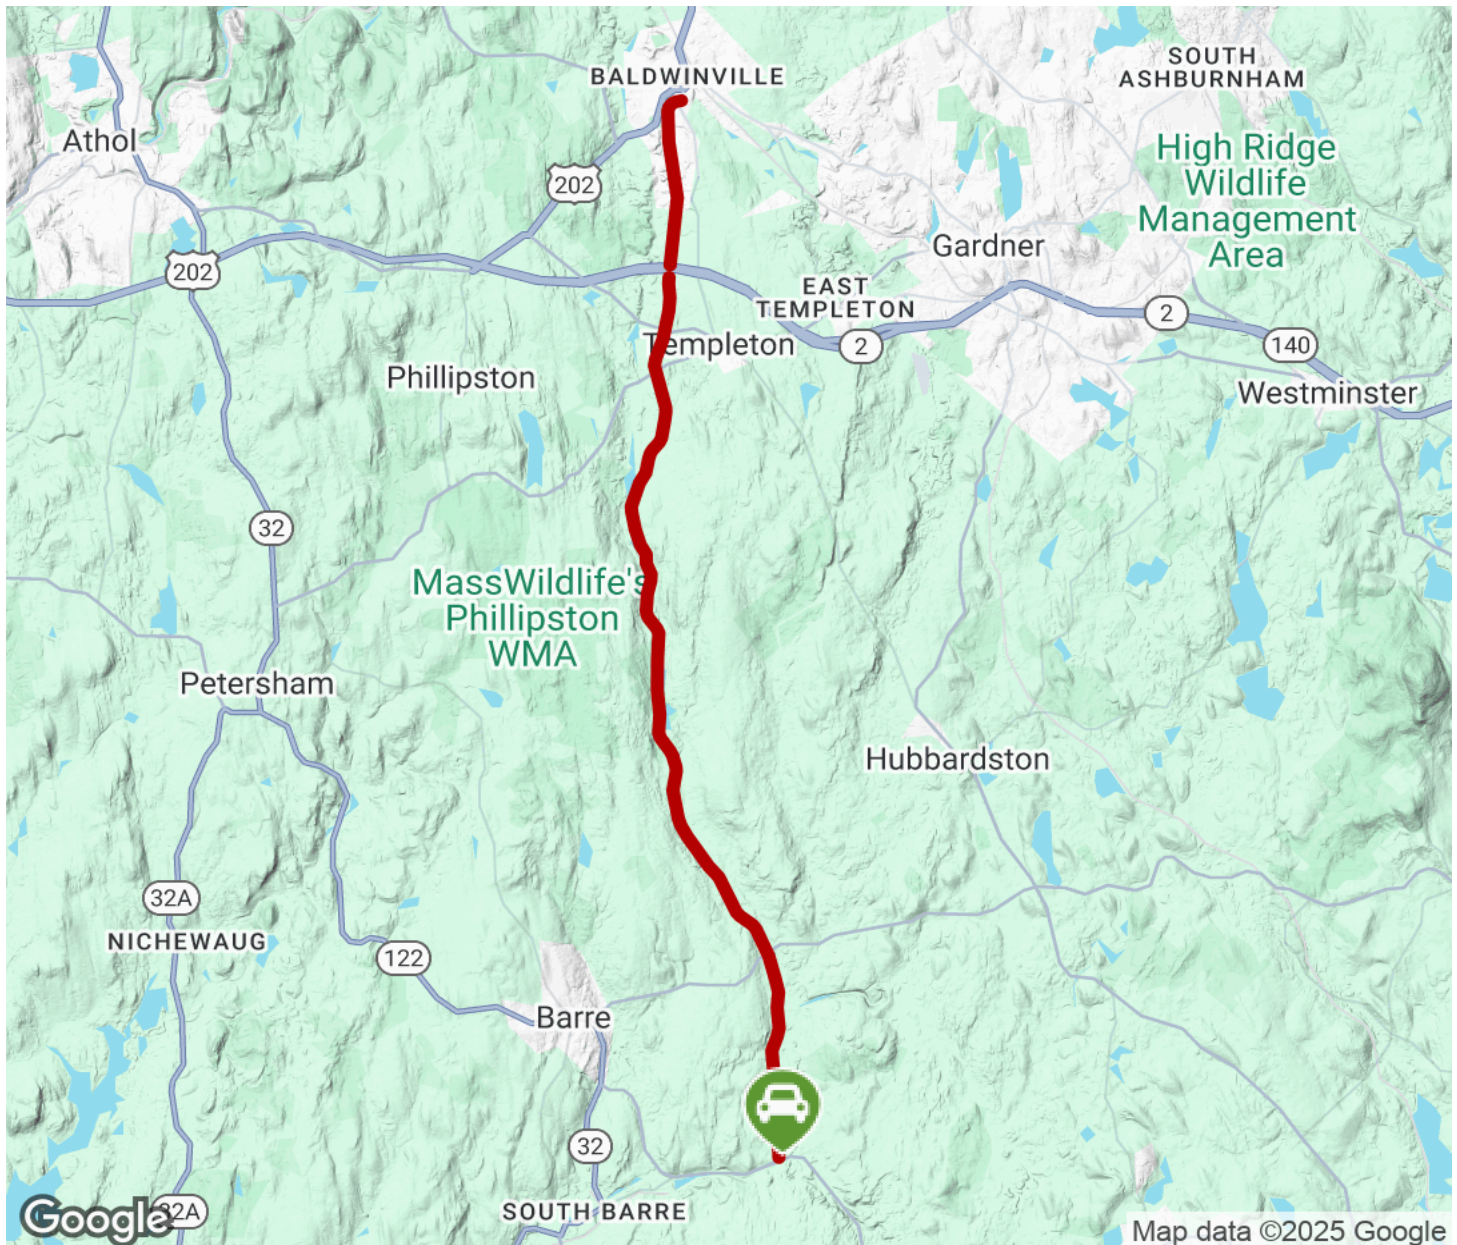 BALDWINVILLE
SOUTH
ASHBURNHAM
Athol
High Ridge
Wildlife
Management
Area
202
Gardner
202
EAST
TEMPLETON
2
140
Templeton
2
Phillipston
Westminster
32
MassWildlife's
Phillipston
WMA
Petersham
Hubbardston
32A
NICHEWAUG
122
Barre
32
SOUTH BARRE
32A
Google
Map data ©2025 Google